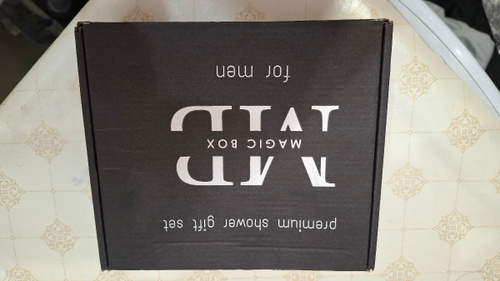 premium shower gift set
MB
MAGIC BOX
for men